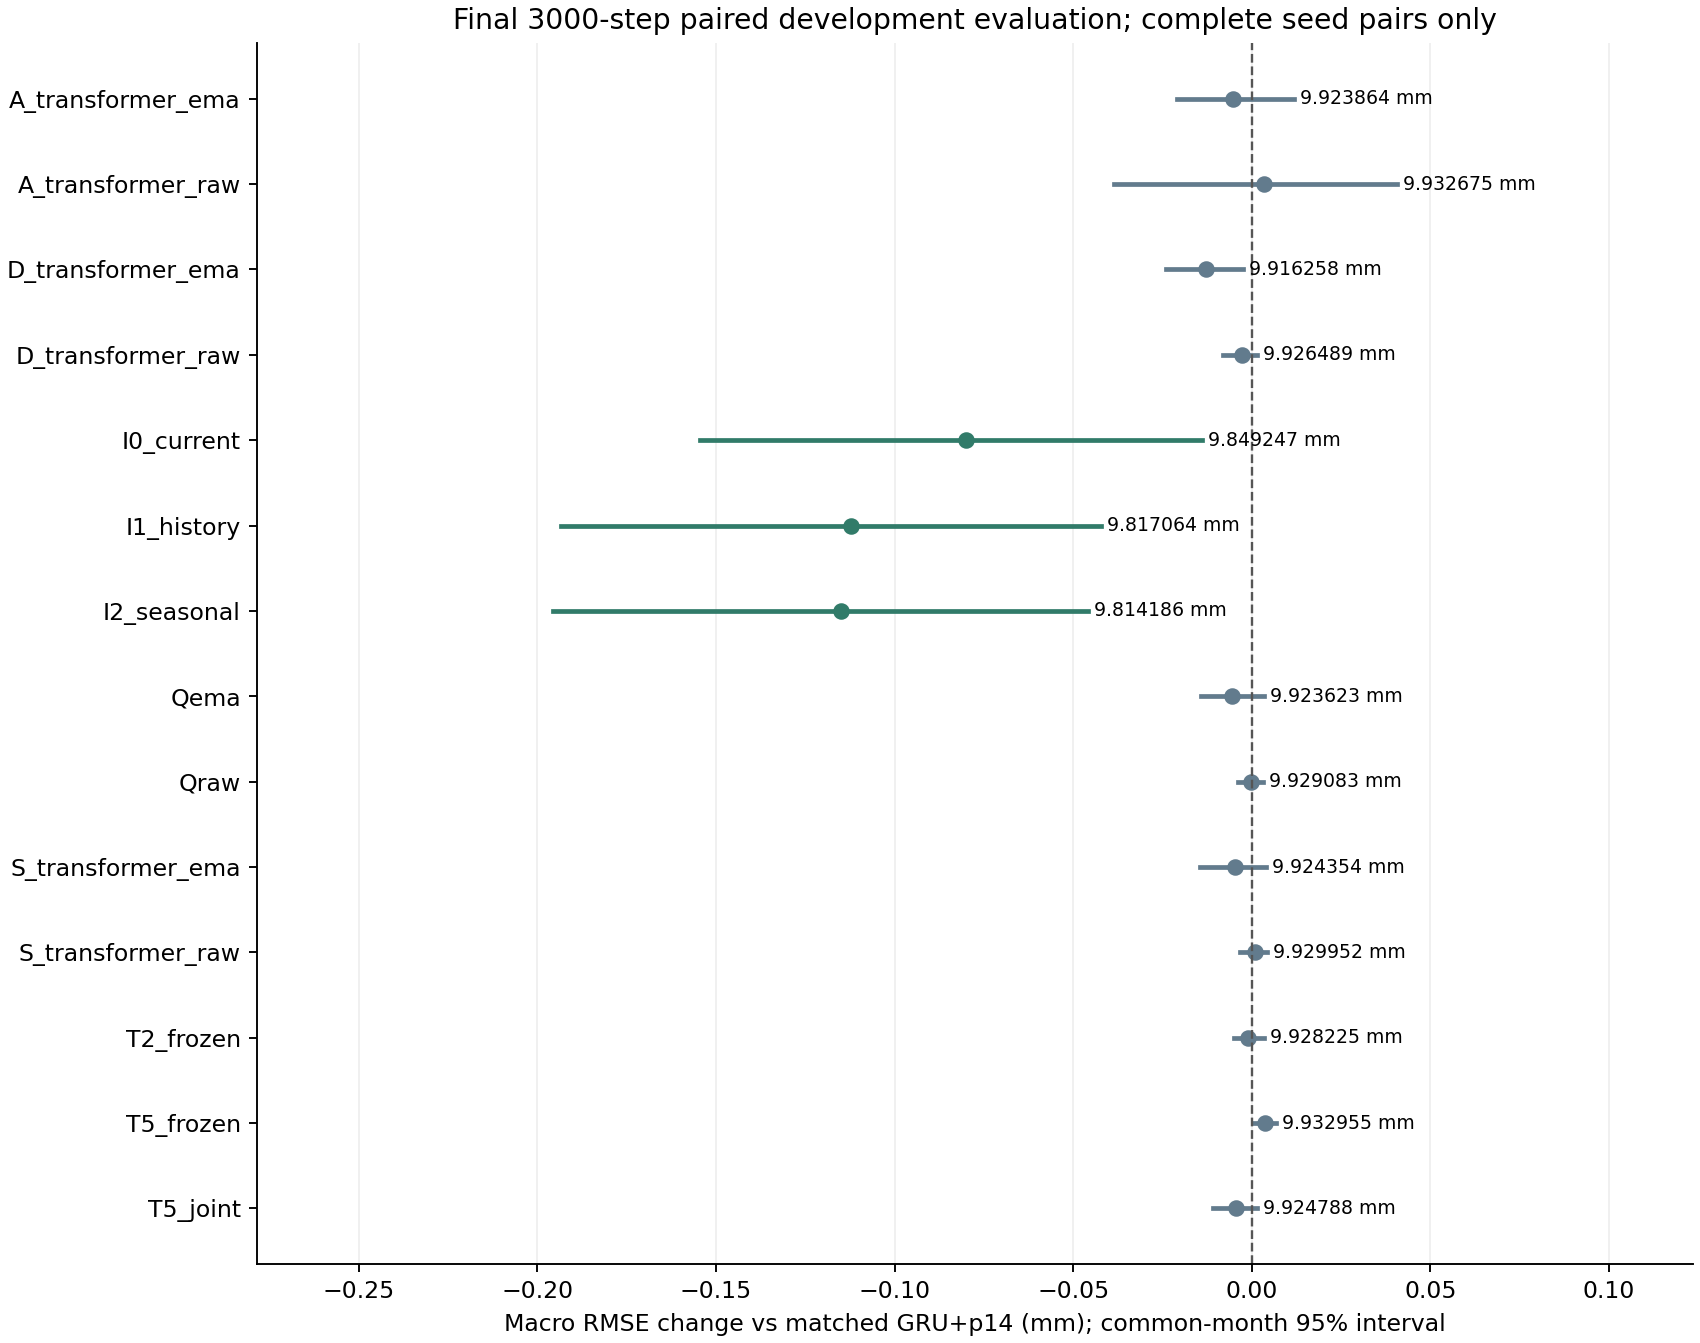 Final 3000-step paired development evaluation; complete seed pairs only
A_transformer_ema 9.923864 mm
A_transformer_raw 9.932675 mm
D_transformer_ema 9.916258 mm
D_transformer_raw 9.926489 mm
I0_current 9.849247 mm
I1_history 9.817064 mm
I2_seasonal 9.814186 mm
Qema 9.923623 mm
Qraw 9.929083 mm
S_transformer_ema 9.924354 mm
S_transformer_raw 9.929952 mm
T2_frozen 9.928225 mm
T5_frozen 9.932955 mm
T5_joint 9.924788 mm
−0.25 −0.20 −0.15 −0.10 −0.05 0.00 0.05 0.10
Macro RMSE change vs matched GRU+p14 (mm); common-month 95% interval